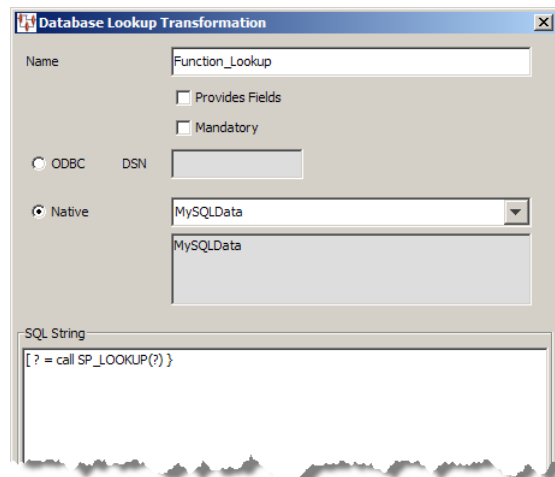 Database Lookup Transformation
Name Function_Lookup
Provides Fields
Mandatory
ODBC DSN
Native MySQLData
MySQLData
SQL String
[ ? = call SP_LOOKUP(?) }